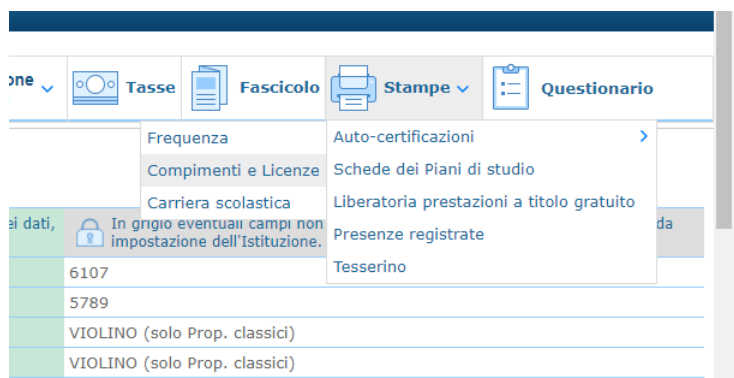 one
Tasse
Fascicolo
Stampe
Questionario
Frequenza
Compimenti e Licenze
Carriera scolastica
Auto-certificazioni
Schede dei Piani di studio
Liberatoria prestazioni a titolo gratuito
Presenze registrate
Tesserino
ei dati,
In grigio eventuali campi non
da
impostazione dell'Istituzione.
6107
5789
VIOLINO (solo Prop. classici)
VIOLINO (solo Prop. classici)